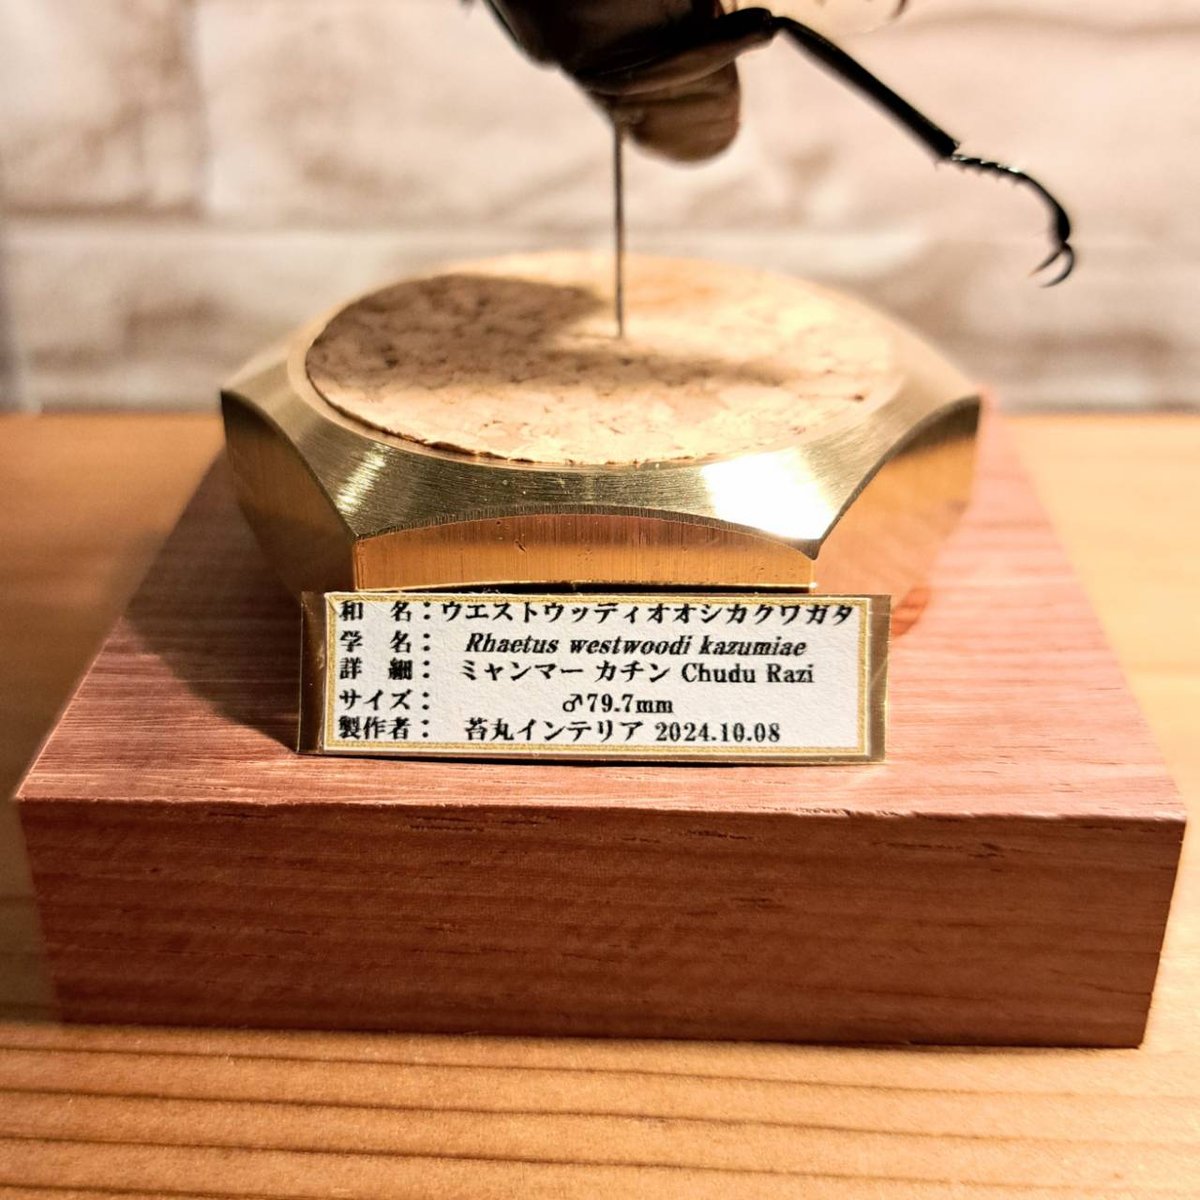 和　名：ウエストウッディオオシカクワガタ
学　名：　Rhaetus westwoodi kazumiae
詳　細：　ミャンマー カチン Chudu Razi
サイズ：　♂79.7mm
製作者：　苔丸インテリア 2024.10.08